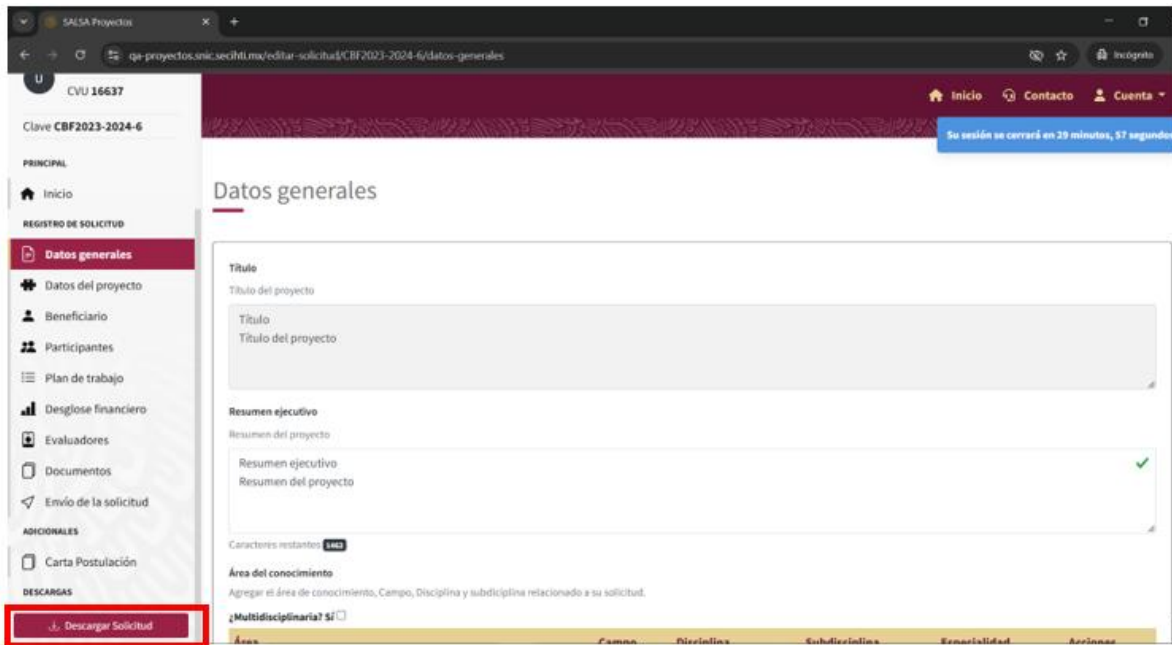 SALSA Proyectos
qa-proyectos.snic.secihti.mx/editar-solicitud/CBF2023-2024-6/datos-generales
Incógnito
U
CVU 16637
Clave CBF2023-2024-6
Inicio
Contacto
Cuenta
Su sesión se cerrará en 29 minutos, 57 segundos
PRINCIPAL
Inicio
REGISTRO DE SOLICITUD
Datos generales
Datos del proyecto
Beneficiario
Participantes
Plan de trabajo
Desglose financiero
Evaluadores
Documentos
Envío de la solicitud
ADICIONALES
Carta Postulación
DESCARGAS
Descargar Solicitud
Datos generales
Título
Título del proyecto
Título
Título del proyecto
Resumen ejecutivo
Resumen del proyecto
Resumen ejecutivo
Resumen del proyecto
Caracteres restantes 1462
Área del conocimiento
Agregar el área de conocimiento, Campo, Disciplina y subdiciplina relacionado a su solicitud.
¿Multidisciplinaria? Sí
Área Campo Disciplina Subdisciplina Especialidad Acciones